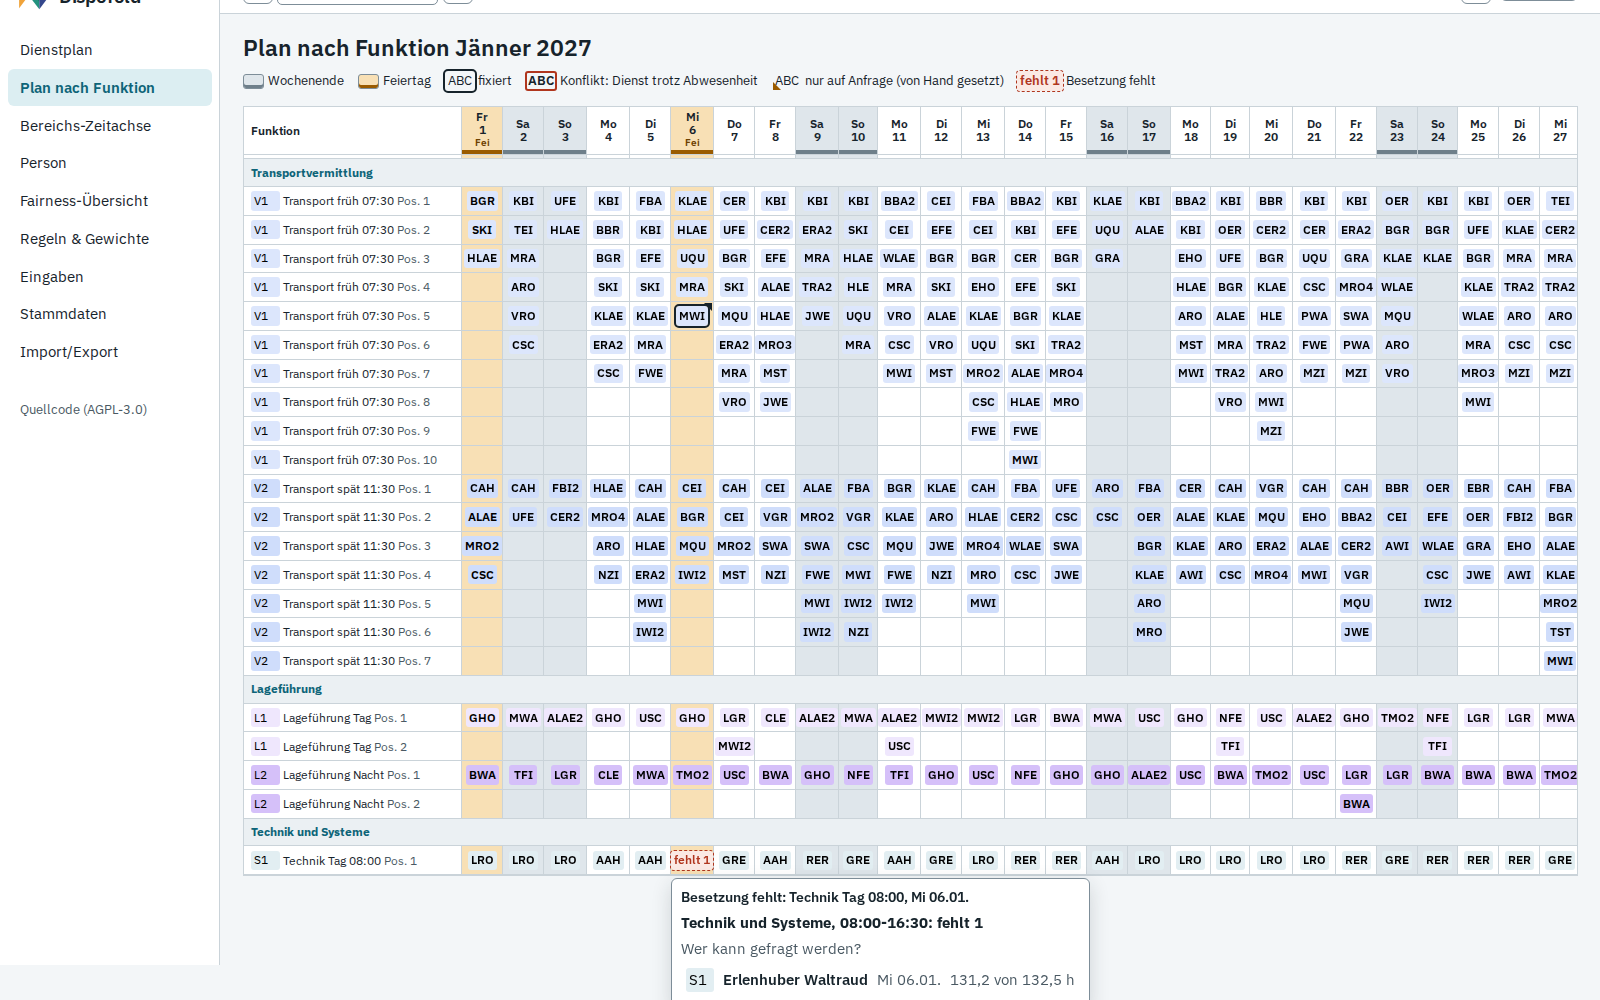 Dienstplan
Plan nach Funktion
Bereichs-Zeitachse
Person
Fairness-Übersicht
Regeln & Gewichte
Eingaben
Stammdaten
Import/Export
Quellcode (AGPL-3.0)
Plan nach Funktion Jänner 2027
Wochenende Feiertag ABC fixiert ABC Konflikt: Dienst trotz Abwesenheit ABC nur auf Anfrage (von Hand gesetzt) fehlt 1 Besetzung fehlt
Funktion Fr 1 Fei Sa 2 So 3 Mo 4 Di 5 Mi 6 Fei Do 7 Fr 8 Sa 9 So 10 Mo 11 Di 12 Mi 13 Do 14 Fr 15 Sa 16 So 17 Mo 18 Di 19 Mi 20 Do 21 Fr 22 Sa 23 So 24 Mo 25 Di 26 Mi 27
Transportvermittlung
V1 Transport früh 07:30 Pos. 1 BGR KBI UFE KBI FBA KLAE CER KBI KBI KBI BBA2 CEI FBA BBA2 KBI KLAE KBI BBA2 KBI BBR KBI KBI OER KBI KBI OER TEI
V1 Transport früh 07:30 Pos. 2 SKI TEI HLAE BBR KBI HLAE UFE CER2 ERA2 SKI CEI EFE CEI KBI EFE UQU ALAE KBI OER CER2 CER ERA2 BGR BGR UFE KLAE CER2
V1 Transport früh 07:30 Pos. 3 HLAE MRA BGR EFE UQU BGR EFE MRA HLAE WLAE BGR BGR CER BGR GRA EHO UFE BGR UQU GRA KLAE KLAE BGR MRA MRA
V1 Transport früh 07:30 Pos. 4 ARO SKI SKI MRA SKI ALAE TRA2 HLE MRA SKI EHO EFE SKI HLAE BGR KLAE CSC MRO4 WLAE KLAE TRA2 TRA2
V1 Transport früh 07:30 Pos. 5 VRO KLAE KLAE MWI MQU HLAE JWE UQU VRO ALAE KLAE BGR KLAE ARO ALAE HLE PWA SWA MQU WLAE ARO ARO
V1 Transport früh 07:30 Pos. 6 CSC ERA2 MRA ERA2 MRO3 MRA CSC VRO UQU SKI TRA2 MST MRA TRA2 FWE PWA ARO MRA CSC CSC
V1 Transport früh 07:30 Pos. 7 CSC FWE MRA MST MWI MST MRO2 ALAE MRO4 MWI TRA2 ARO MZI MZI VRO MRO3 MZI MZI
V1 Transport früh 07:30 Pos. 8 VRO JWE CSC HLAE MRO VRO MWI MWI
V1 Transport früh 07:30 Pos. 9 FWE FWE MZI
V1 Transport früh 07:30 Pos. 10 MWI
V2 Transport spät 11:30 Pos. 1 CAH CAH FBI2 HLAE CAH CEI CAH CEI ALAE FBA BGR KLAE CAH FBA UFE ARO FBA CER CAH VGR CAH CAH BBR OER EBR CAH FBA
V2 Transport spät 11:30 Pos. 2 ALAE UFE CER2 MRO4 ALAE BGR CEI VGR MRO2 VGR KLAE ARO HLAE CER2 CSC CSC OER ALAE KLAE MQU EHO BBA2 CEI EFE OER FBI2 BGR
V2 Transport spät 11:30 Pos. 3 MRO2 ARO HLAE MQU MRO2 SWA SWA CSC MQU JWE MRO4 WLAE SWA BGR KLAE ARO ERA2 ALAE CER2 AWI WLAE GRA EHO ALAE
V2 Transport spät 11:30 Pos. 4 CSC NZI ERA2 IWI2 MST NZI FWE MWI FWE NZI MRO CSC JWE KLAE AWI CSC MRO4 MWI VGR CSC JWE AWI KLAE
V2 Transport spät 11:30 Pos. 5 MWI MWI IWI2 IWI2 MWI ARO MQU IWI2 MRO2
V2 Transport spät 11:30 Pos. 6 IWI2 IWI2 NZI MRO JWE TST
V2 Transport spät 11:30 Pos. 7 MWI
Lageführung
L1 Lageführung Tag Pos. 1 GHO MWA ALAE2 GHO USC GHO LGR CLE ALAE2 MWA ALAE2 MWI2 MWI2 LGR BWA MWA USC GHO NFE USC ALAE2 GHO TMO2 NFE LGR LGR MWA
L1 Lageführung Tag Pos. 2 MWI2 USC TFI TFI
L2 Lageführung Nacht Pos. 1 BWA TFI LGR CLE MWA TMO2 USC BWA GHO NFE TFI GHO USC NFE GHO GHO ALAE2 USC BWA TMO2 USC LGR LGR BWA BWA BWA TMO2
L2 Lageführung Nacht Pos. 2 BWA
Technik und Systeme
S1 Technik Tag 08:00 Pos. 1 LRO LRO LRO AAH AAH fehlt 1 GRE AAH RER GRE AAH GRE LRO RER RER AAH LRO LRO LRO LRO LRO RER GRE RER RER RER GRE
Besetzung fehlt: Technik Tag 08:00, Mi 06.01.
Technik und Systeme, 08:00-16:30: fehlt 1
Wer kann gefragt werden?
S1 Erlenhuber Waltraud Mi 06.01. 131,2 von 132,5 h